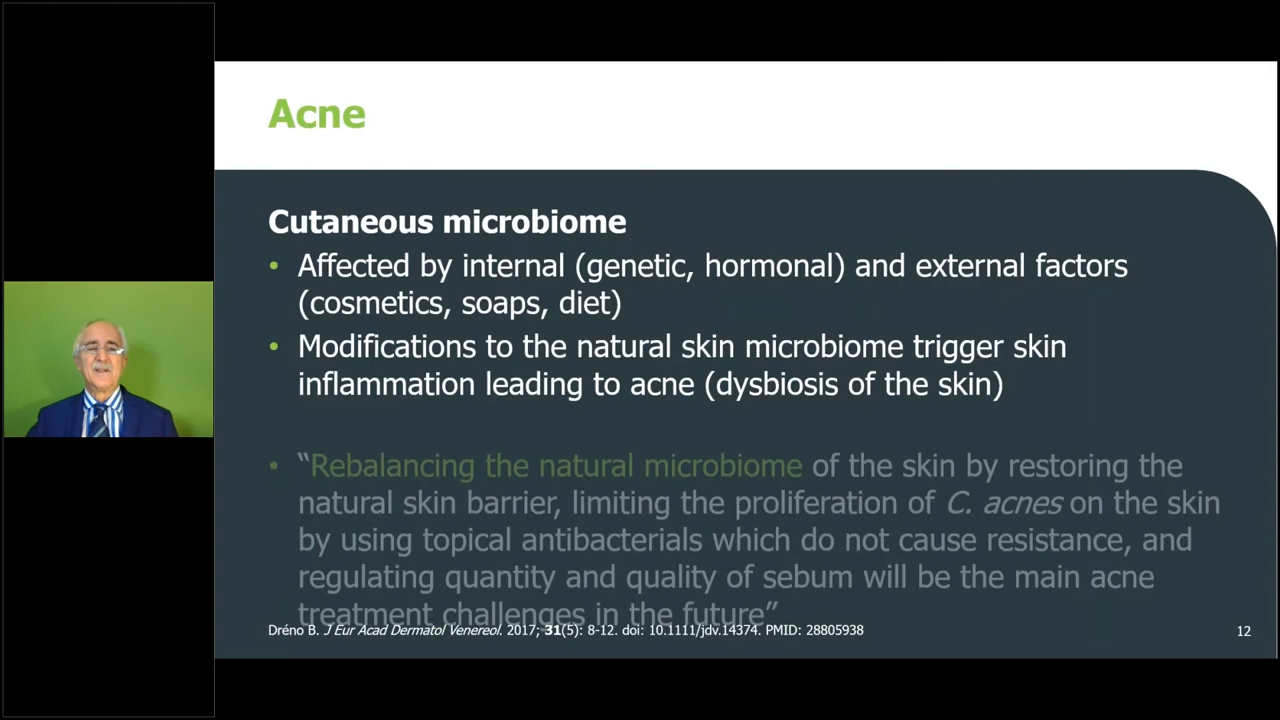 Acne
Cutaneous microbiome
• Affected by internal (genetic, hormonal) and external factors
(cosmetics, soaps, diet)
• Modifications to the natural skin microbiome trigger skin
inflammation leading to acne (dysbiosis of the skin)
• “Rebalancing the natural microbiome of the skin by restoring the
natural skin barrier, limiting the proliferation of C. acnes on the skin
by using topical antibacterials which do not cause resistance, and
regulating quantity and quality of sebum will be the main acne
treatment challenges in the future”
Dréno B. J Eur Acad Dermatol Venereol. 2017; 31(5): 8-12. doi: 10.1111/jdv.14374. PMID: 28805938
12